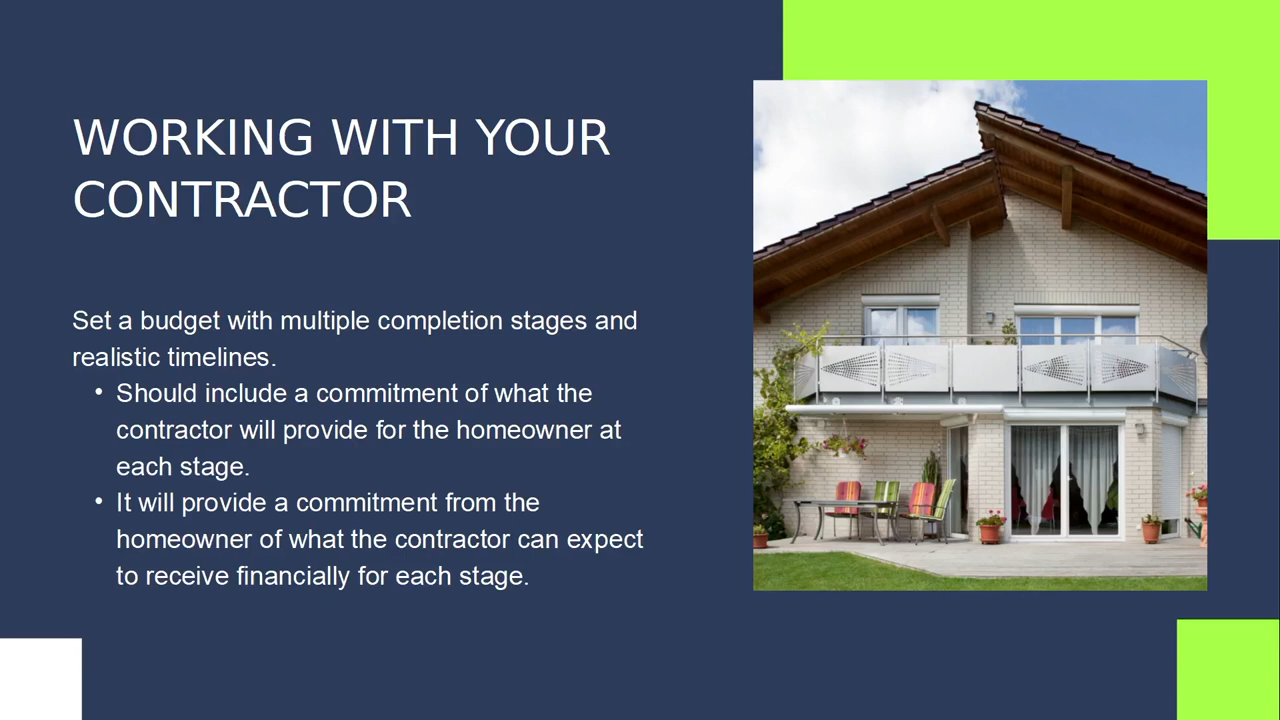 WORKING WITH YOUR
CONTRACTOR
Set a budget with multiple completion stages and
realistic timelines.
• Should include a commitment of what the
contractor will provide for the homeowner at
each stage.
• It will provide a commitment from the
homeowner of what the contractor can expect
to receive financially for each stage.